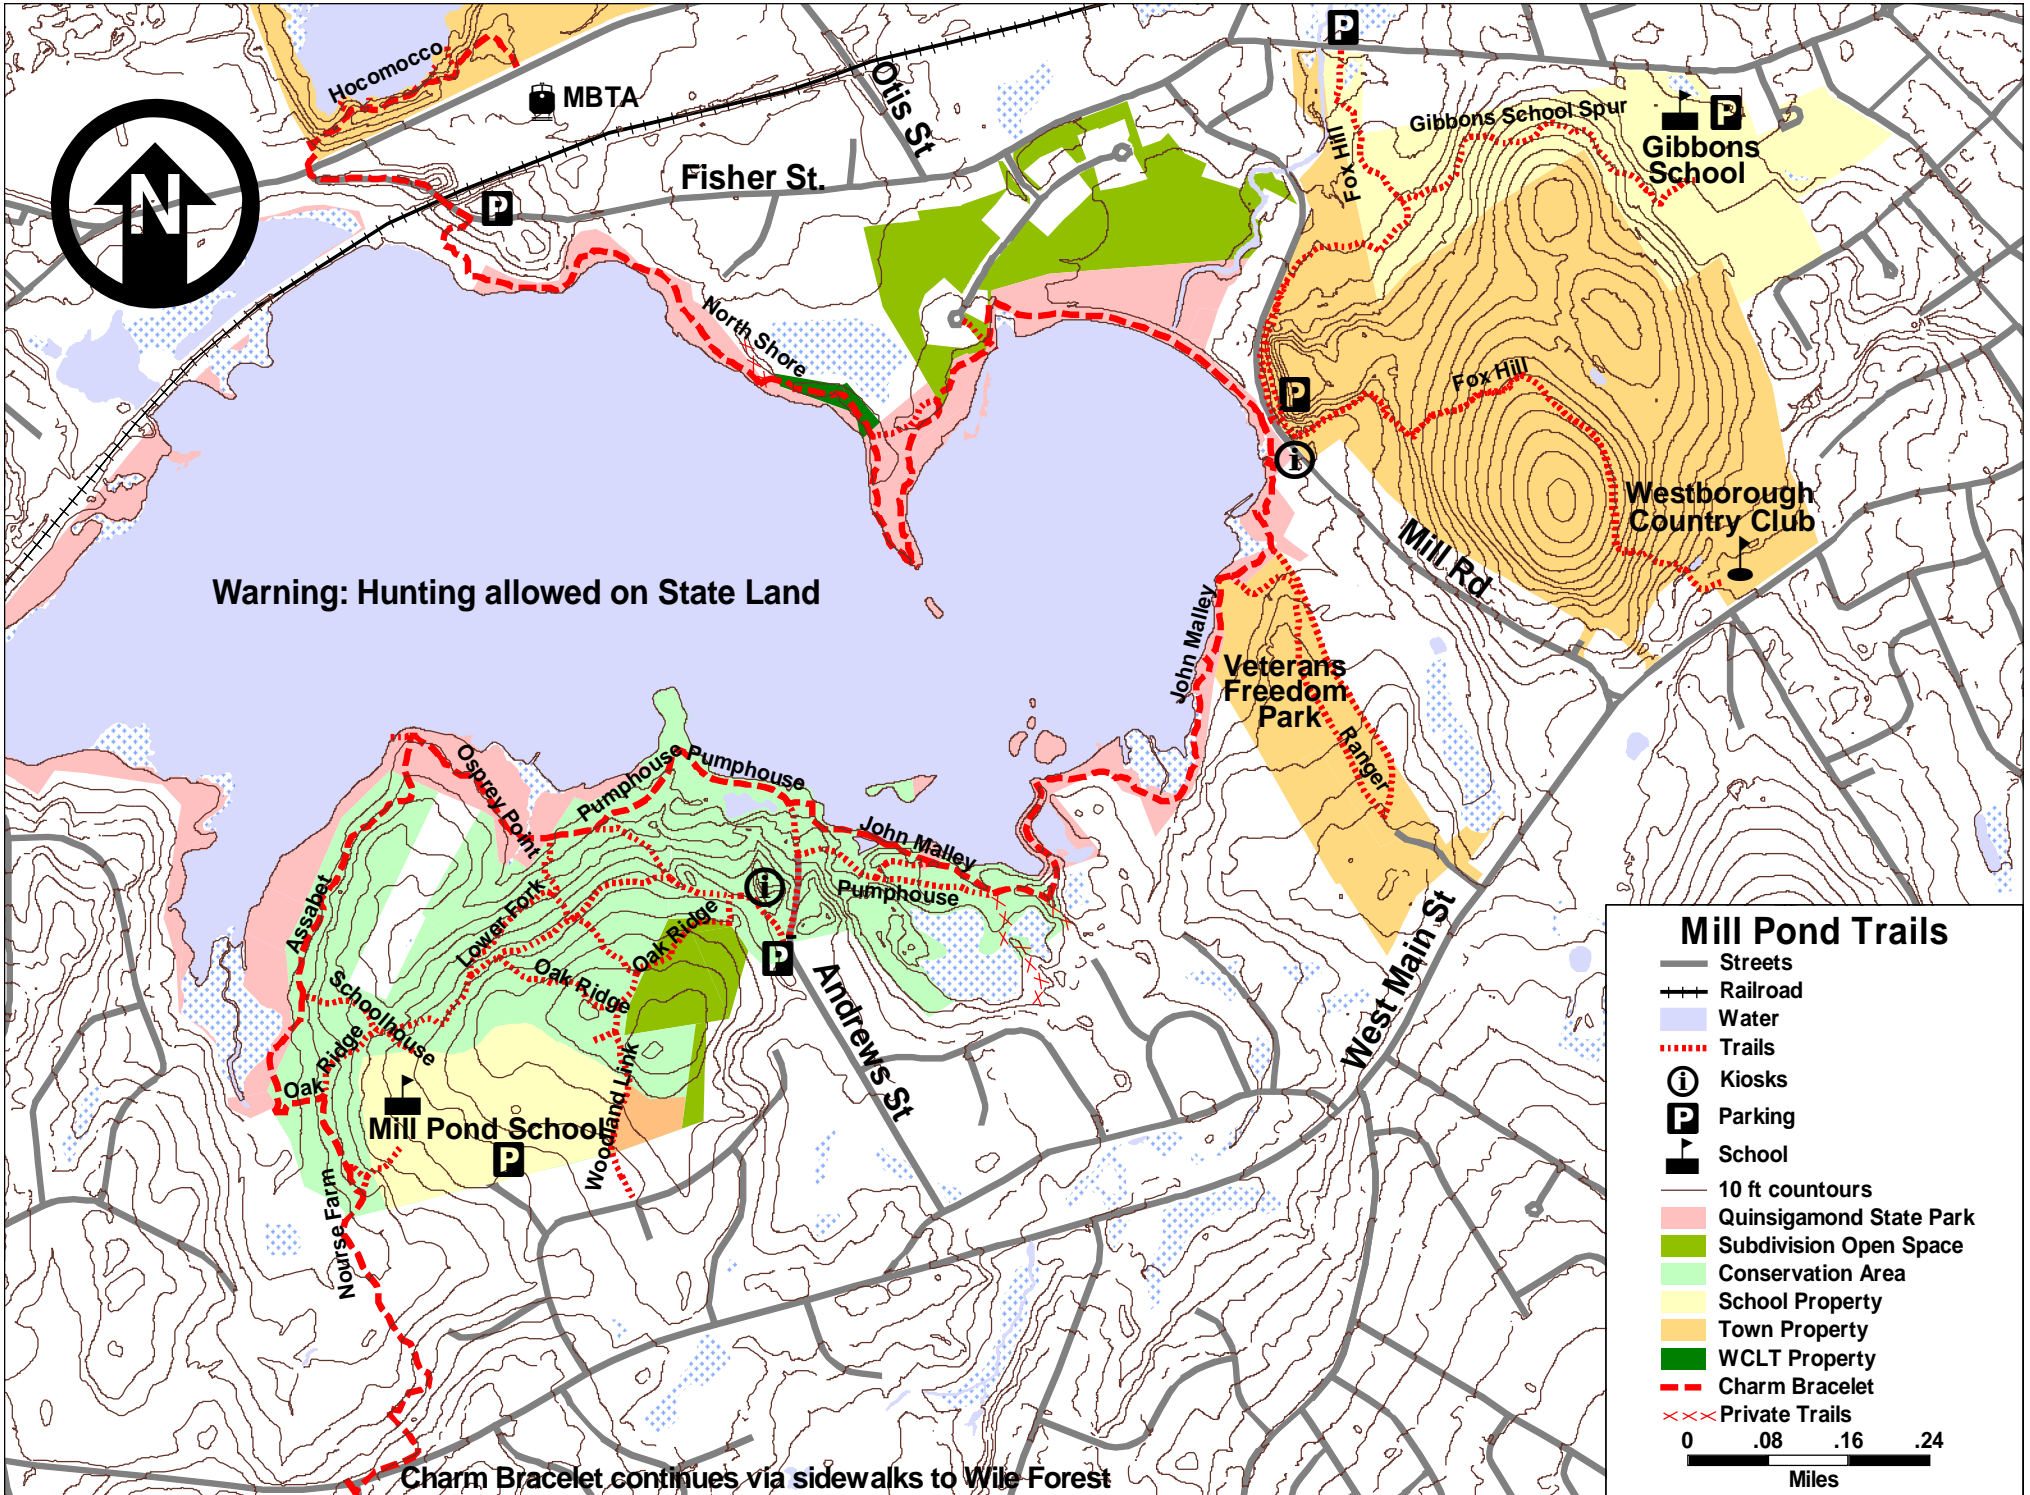 Hocomocco
MBTA
Otis St
Fisher St.
N
P
P
P
Fox Hill
Gibbons School Spur
Gibbons
School
North Shore
P
Fox Hill
i
Westborough
Country Club
Mill Rd
Warning: Hunting allowed on State Land
John Malley
Veterans
Freedom
Park
Ranger
Osprey Point
Pumphouse
Pumphouse
John Malley
Pumphouse
i
Assabet
Lower Fork
Oak Ridge
Oak Ridge
P
Andrews St
West Main St
Schoolhouse
Oak Ridge
Mill Pond School
P
Woodland Link
Nourse Farm
Charm Bracelet continues via sidewalks to Wile Forest
Mill Pond Trails
Streets
Railroad
Water
Trails
i Kiosks
P Parking
School
10 ft countours
Quinsigamond State Park
Subdivision Open Space
Conservation Area
School Property
Town Property
WCLT Property
Charm Bracelet
Private Trails
0 .08 .16 .24
Miles